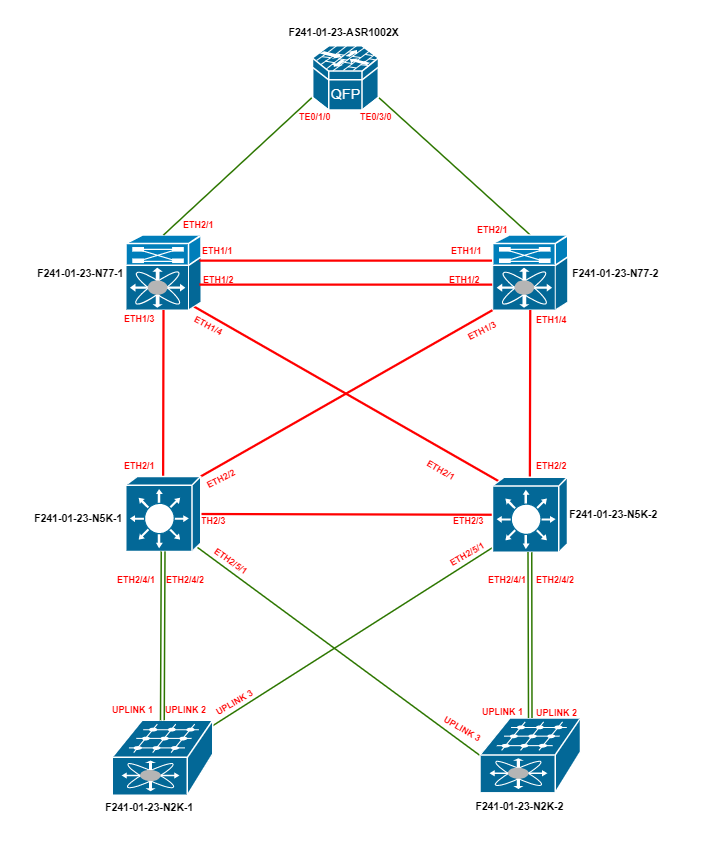 F241-01-23-ASR1002X
QFP
TE0/1/0
TE0/3/0
ETH2/1
ETH2/1
ETH1/1
ETH1/1
F241-01-23-N77-1
F241-01-23-N77-2
ETH1/2
ETH1/2
ETH1/3
ETH1/4
ETH1/3
ETH1/4
ETH2/1
ETH2/2
ETH2/1
ETH2/2
F241-01-23-N5K-1
TH2/3
ETH2/3
F241-01-23-N5K-2
ETH2/5/1
ETH2/5/1
ETH2/4/1
ETH2/4/2
ETH2/4/1
ETH2/4/2
UPLINK 1
UPLINK 2
UPLINK 3
UPLINK 3
UPLINK 1
UPLINK 2
F241-01-23-N2K-1
F241-01-23-N2K-2